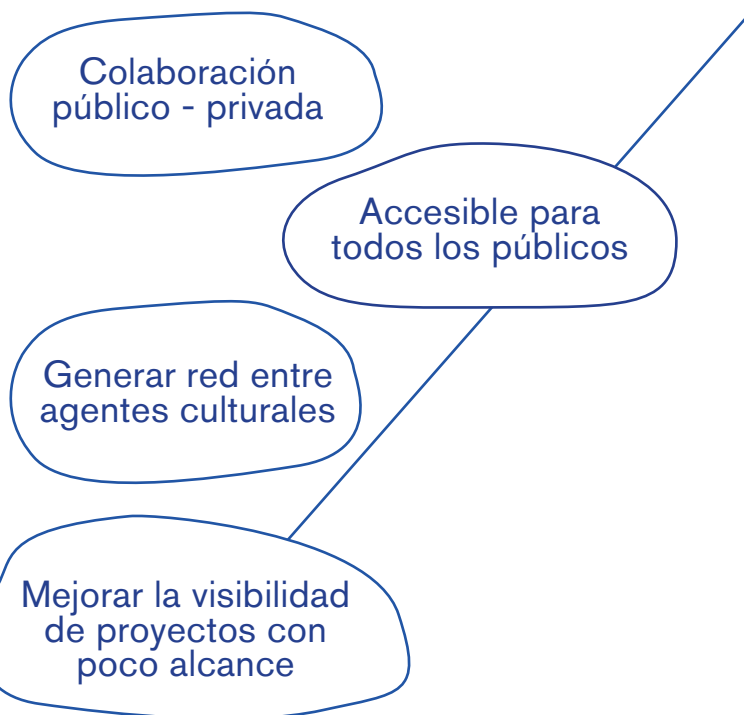 Colaboración
público - privada
Accesible para
todos los públicos
Generar red entre
agentes culturales
Mejorar la visibilidad
de proyectos con
poco alcance